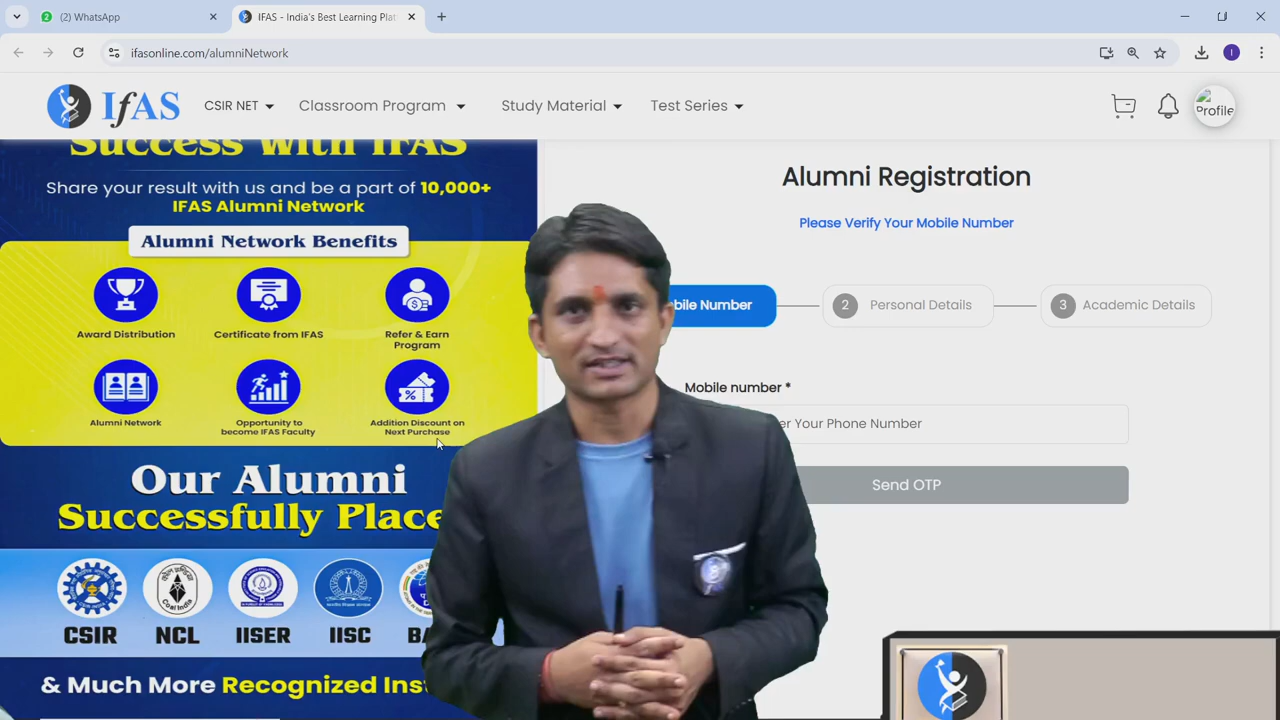 (2) WhatsApp
IFAS - India's Best Learning Plat
ifasonline.com/alumniNetwork
IfAS
CSIR NET
Classroom Program
Study Material
Test Series
Profile
Success with IFAS
Share your result with us and be a part of 10,000+
IFAS Alumni Network
Alumni Network Benefits
Award Distribution
Certificate from IFAS
Refer & Earn
Program
Alumni Network
Opportunity to
become IFAS Faculty
Addition Discount on
Next Purchase
Our Alumni
Successfully Place
CSIR
NCL
IISER
IISC
BA
& Much More Recognized Inst
Alumni Registration
Please Verify Your Mobile Number
bile Number
2 Personal Details
3 Academic Details
Mobile number *
er Your Phone Number
Send OTP